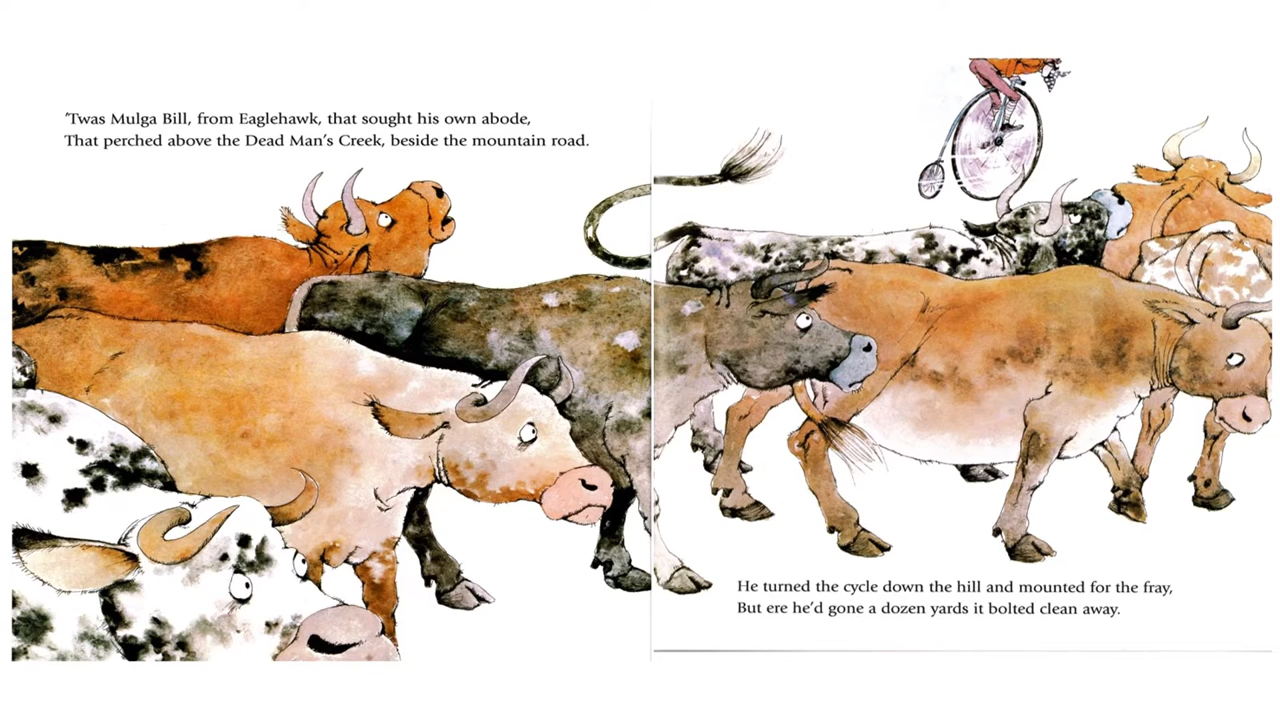 'Twas Mulga Bill, from Eaglehawk, that sought his own abode,
That perched above the Dead Man's Creek, beside the mountain road.
He turned the cycle down the hill and mounted for the fray,
But ere he'd gone a dozen yards it bolted clean away.